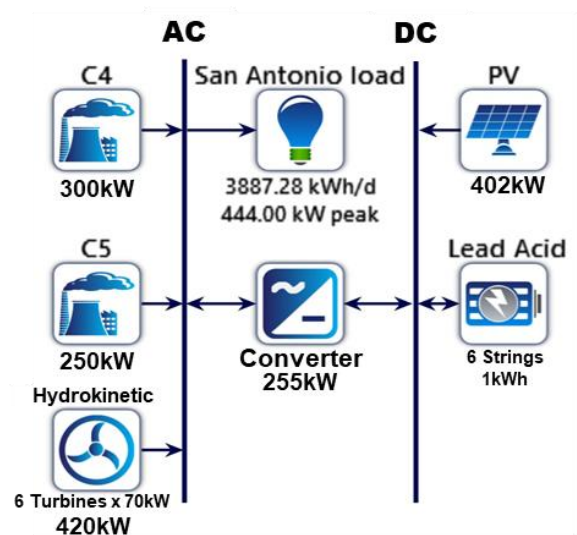 AC
DC
C4
San Antonio load
PV
300kW
3887.28 kWh/d
444.00 kW peak
402kW
C5
Lead Acid
250kW
Converter
255kW
6 Strings
1kWh
Hydrokinetic
6 Turbines x 70kW
420kW